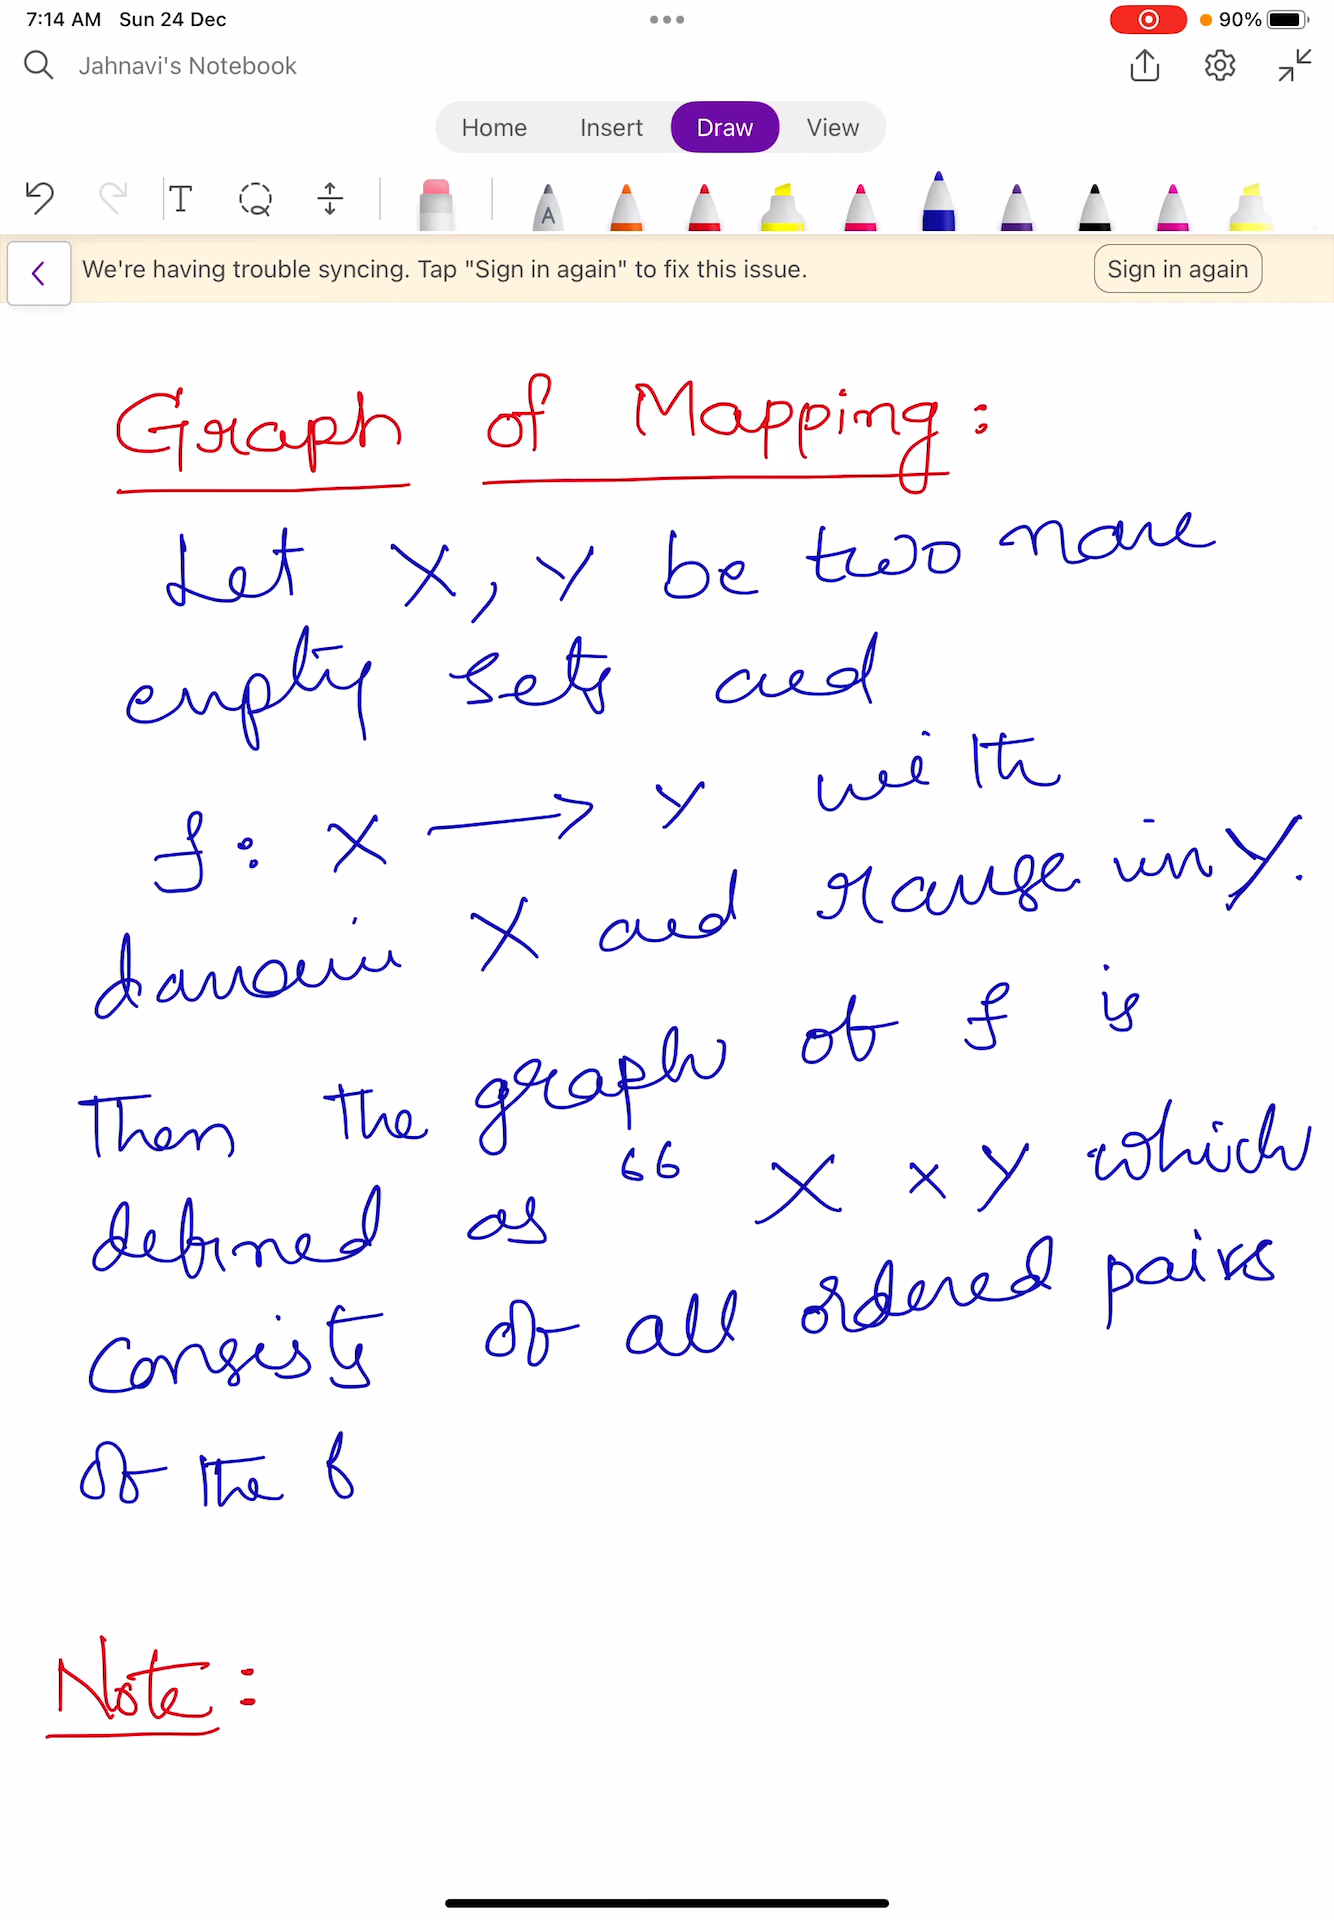 7:14 AM Sun 24 Dec
90%
Jahnavi's Notebook
Home Insert Draw View
T
A
We're having trouble syncing. Tap "Sign in again" to fix this issue.
Sign in again
Graph of Mapping:
Let X, Y be two none
empty sets and
f: X → Y with
domain X and range in Y.
Then the graph of f is
defined as “ X × Y which
consists of all ordered pairs
of the f
Note: